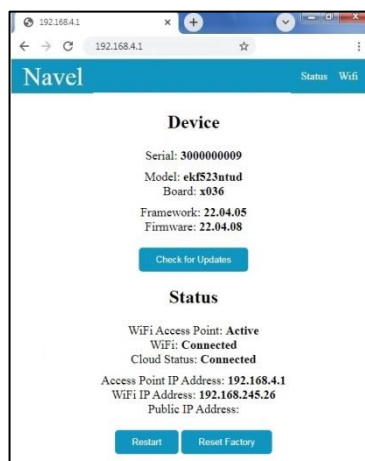 192.168.4.1
192.168.4.1
Navel
Status Wifi
Device
Serial: 3000000009
Model: ekf523ntud
Board: x036
Framework: 22.04.05
Firmware: 22.04.08
Check for Updates
Status
WiFi Access Point: Active
WiFi: Connected
Cloud Status: Connected
Access Point IP Address: 192.168.4.1
WiFi IP Address: 192.168.245.26
Public IP Address:
Restart Reset Factory